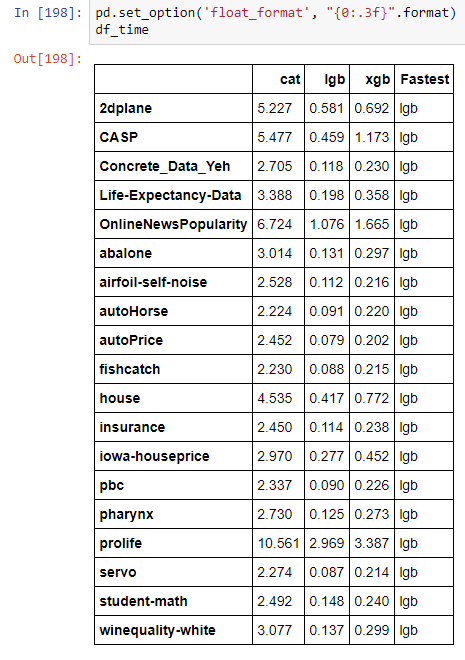 In [198]: pd.set_option('float_format', "{0:.3f}".format)
df_time
Out[198]:
cat lgb xgb Fastest
2dplane 5.227 0.581 0.692 lgb
CASP 5.477 0.459 1.173 lgb
Concrete_Data_Yeh 2.705 0.118 0.230 lgb
Life-Expectancy-Data 3.388 0.198 0.358 lgb
OnlineNewsPopularity 6.724 1.076 1.665 lgb
abalone 3.014 0.131 0.297 lgb
airfoil-self-noise 2.528 0.112 0.216 lgb
autoHorse 2.224 0.091 0.220 lgb
autoPrice 2.452 0.079 0.202 lgb
fishcatch 2.230 0.088 0.215 lgb
house 4.535 0.417 0.772 lgb
insurance 2.450 0.114 0.238 lgb
iowa-houseprice 2.970 0.277 0.452 lgb
pbc 2.337 0.090 0.226 lgb
pharynx 2.730 0.125 0.273 lgb
prolife 10.561 2.969 3.387 lgb
servo 2.274 0.087 0.214 lgb
student-math 2.492 0.148 0.240 lgb
winequality-white 3.077 0.137 0.299 lgb